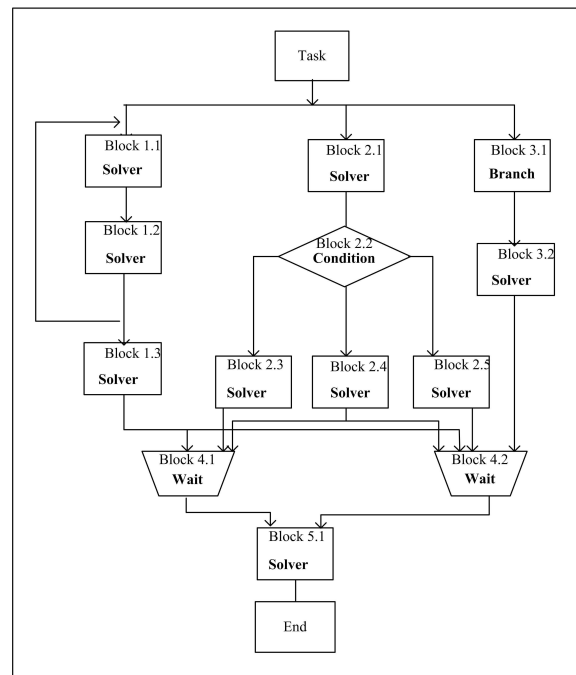 Task
Block 1.1
Solver
Block 2.1
Solver
Block 3.1
Branch
Block 1.2
Solver
Block 2.2
Condition
Block 3.2
Solver
Block 1.3
Solver
Block 2.3
Solver
Block 2.4
Solver
Block 2.5
Solver
Block 4.1
Wait
Block 4.2
Wait
Block 5.1
Solver
End